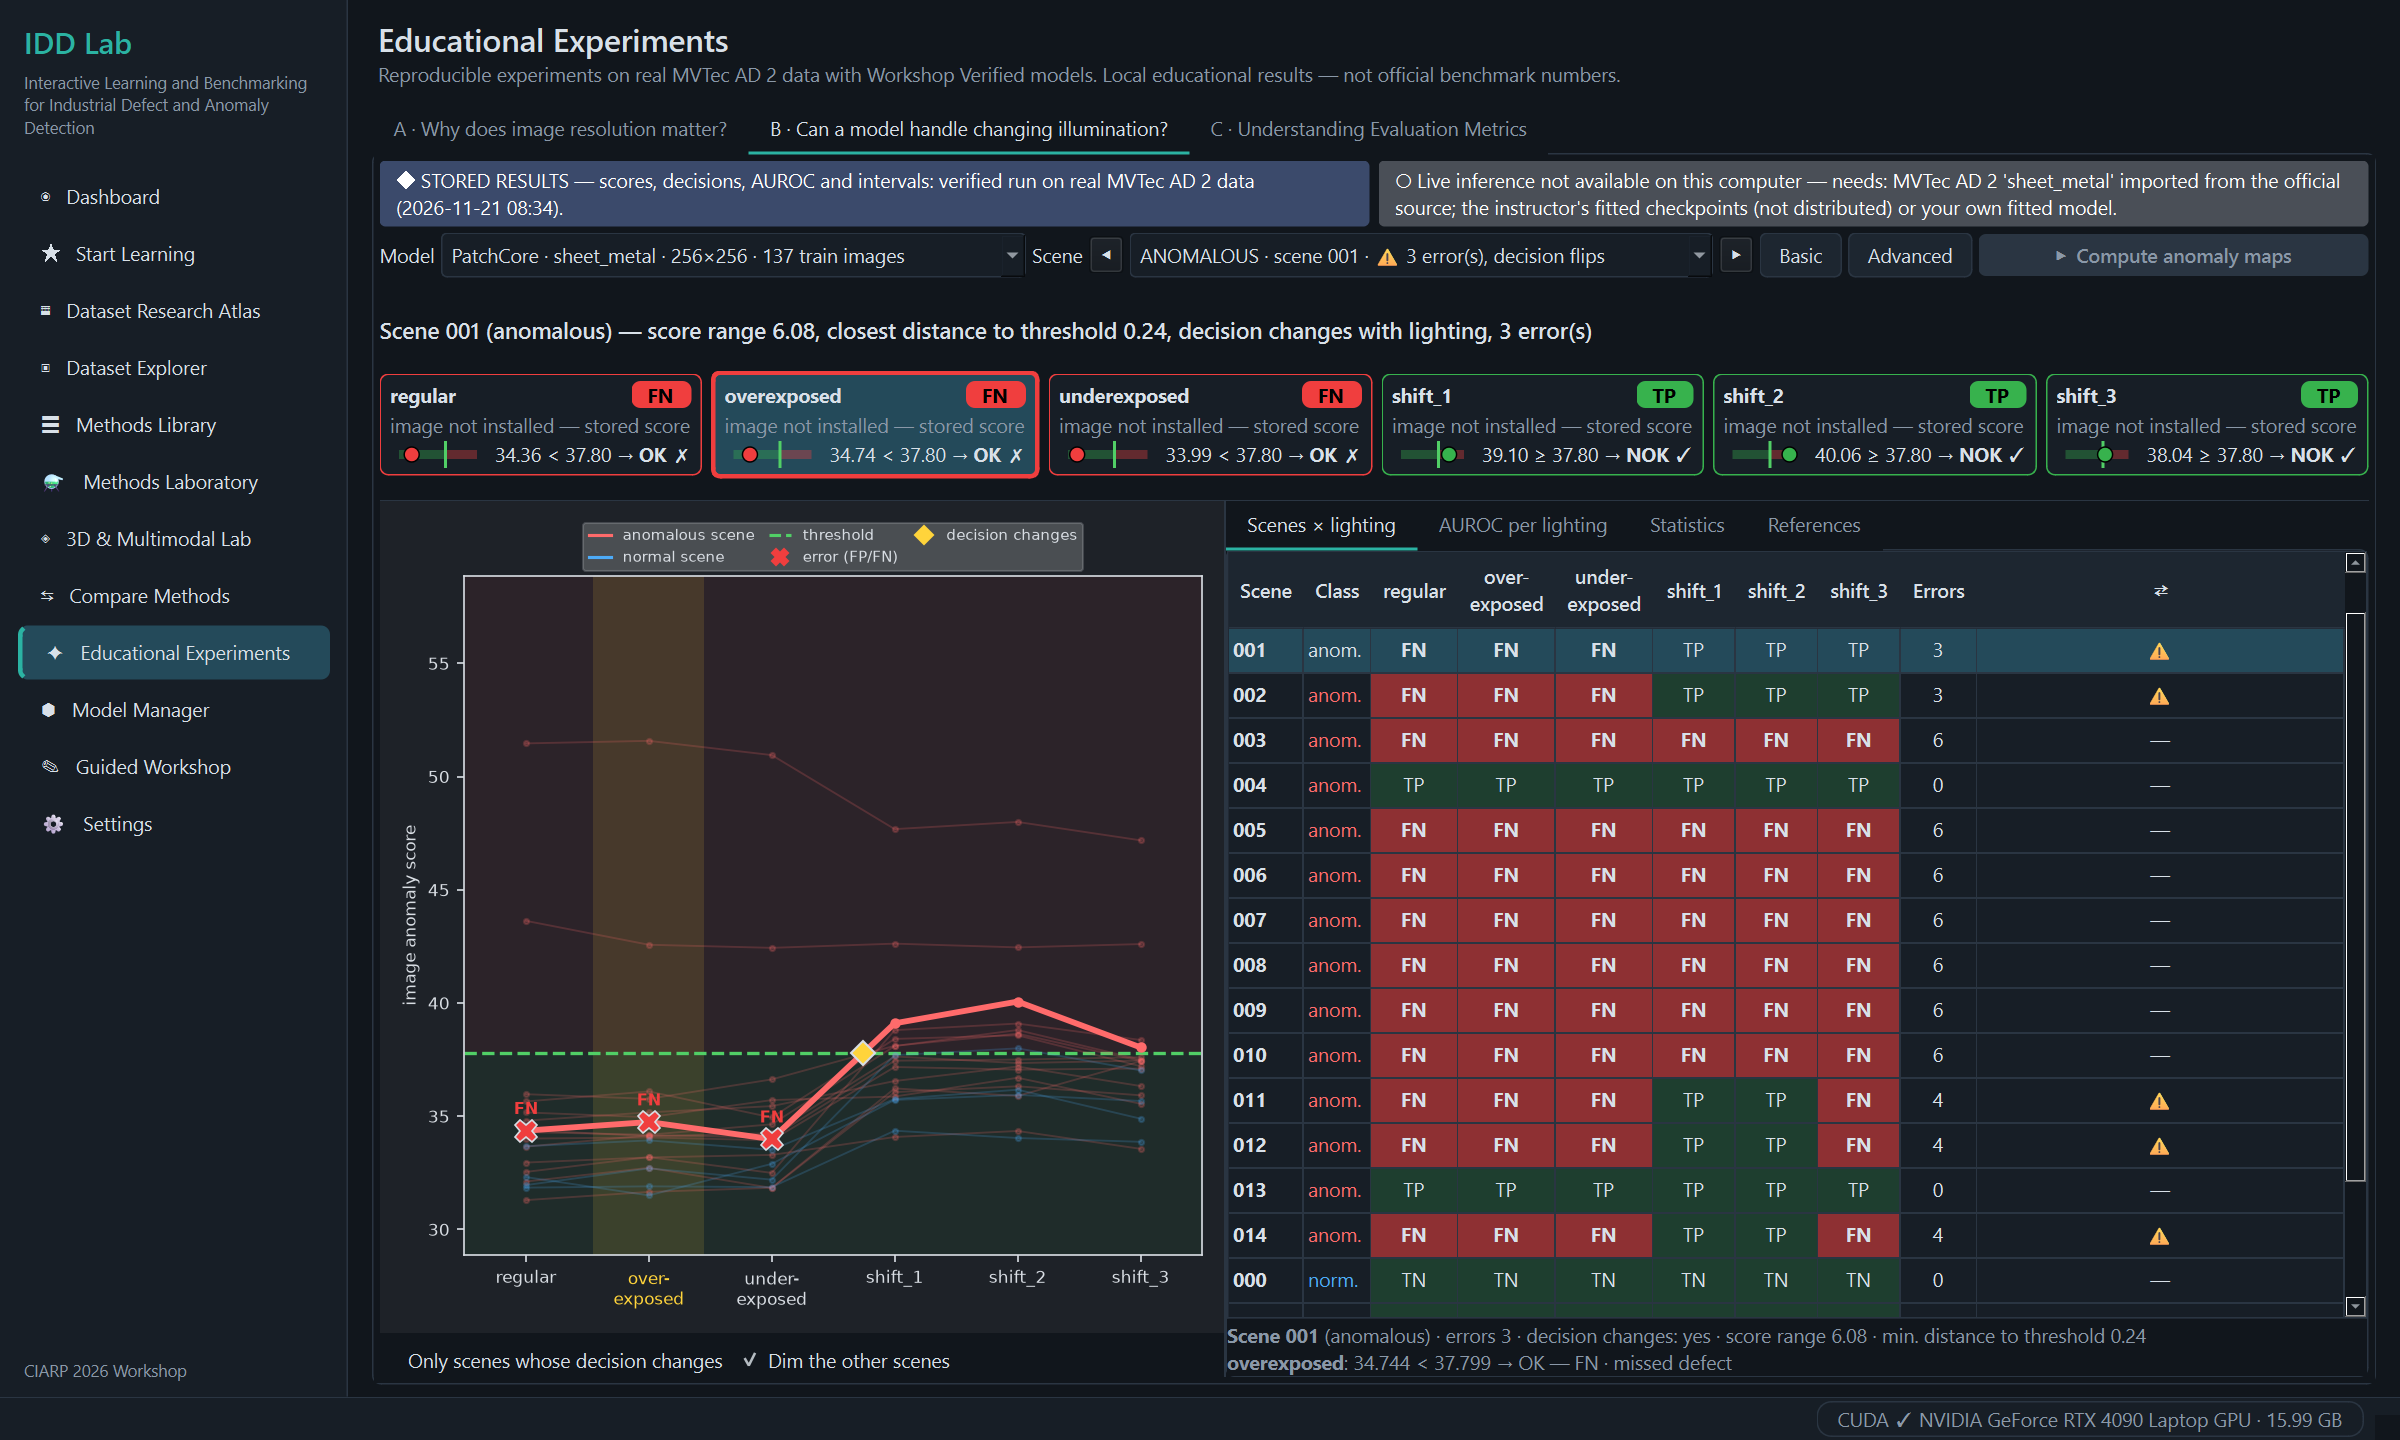 IDD Lab
Interactive Learning and Benchmarking
for Industrial Defect and Anomaly
Detection
Dashboard
Start Learning
Dataset Research Atlas
Dataset Explorer
Methods Library
Methods Laboratory
3D & Multimodal Lab
Compare Methods
Educational Experiments
Model Manager
Guided Workshop
Settings
CIARP 2026 Workshop
Educational Experiments
Reproducible experiments on real MVTec AD 2 data with Workshop Verified models. Local educational results — not official benchmark numbers.
A · Why does image resolution matter? B · Can a model handle changing illumination? C · Understanding Evaluation Metrics
◆ STORED RESULTS — scores, decisions, AUROC and intervals: verified run on real MVTec AD 2 data
(2026-11-21 08:34).
○ Live inference not available on this computer — needs: MVTec AD 2 'sheet_metal' imported from the official
source; the instructor's fitted checkpoints (not distributed) or your own fitted model.
Model PatchCore · sheet_metal · 256×256 · 137 train images Scene ◄ ANOMALOUS · scene 001 · ⚠ 3 error(s), decision flips ► Basic Advanced ► Compute anomaly maps
Scene 001 (anomalous) — score range 6.08, closest distance to threshold 0.24, decision changes with lighting, 3 error(s)
regular FN
image not installed — stored score
34.36 < 37.80 → OK ✗
overexposed FN
image not installed — stored score
34.74 < 37.80 → OK ✗
underexposed FN
image not installed — stored score
33.99 < 37.80 → OK ✗
shift_1 TP
image not installed — stored score
39.10 ≥ 37.80 → NOK ✓
shift_2 TP
image not installed — stored score
40.06 ≥ 37.80 → NOK ✓
shift_3 TP
image not installed — stored score
38.04 ≥ 37.80 → NOK ✓
anomalous scene threshold decision changes
normal scene error (FP/FN)
image anomaly score
55
50
45
40
35
30
FN FN FN
regular over-exposed under-exposed shift_1 shift_2 shift_3
Only scenes whose decision changes ✓ Dim the other scenes
Scenes × lighting AUROC per lighting Statistics References
Scene Class regular over-exposed under-exposed shift_1 shift_2 shift_3 Errors ⇄
001 anom. FN FN FN TP TP TP 3 ⚠
002 anom. FN FN FN TP TP TP 3 ⚠
003 anom. FN FN FN FN FN FN 6 —
004 anom. TP TP TP TP TP TP 0 —
005 anom. FN FN FN FN FN FN 6 —
006 anom. FN FN FN FN FN FN 6 —
007 anom. FN FN FN FN FN FN 6 —
008 anom. FN FN FN FN FN FN 6 —
009 anom. FN FN FN FN FN FN 6 —
010 anom. FN FN FN FN FN FN 6 —
011 anom. FN FN FN TP TP FN 4 ⚠
012 anom. FN FN FN TP TP FN 4 ⚠
013 anom. TP TP TP TP TP TP 0 —
014 anom. FN FN FN TP TP FN 4 ⚠
000 norm. TN TN TN TN TN TN 0 —
Scene 001 (anomalous) · errors 3 · decision changes: yes · score range 6.08 · min. distance to threshold 0.24
overexposed: 34.744 < 37.799 → OK — FN · missed defect
CUDA ✓ NVIDIA GeForce RTX 4090 Laptop GPU · 15.99 GB